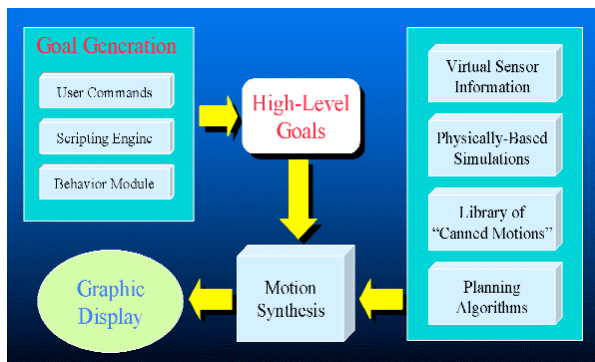 Goal Generation
User Commands
Scripting Engine
Behavior Module
High-Level
Goals
Virtual Sensor
Information
Physically-Based
Simulations
Library of
“Canned Motions”
Planning
Algorithms
Motion
Synthesis
Graphic
Display